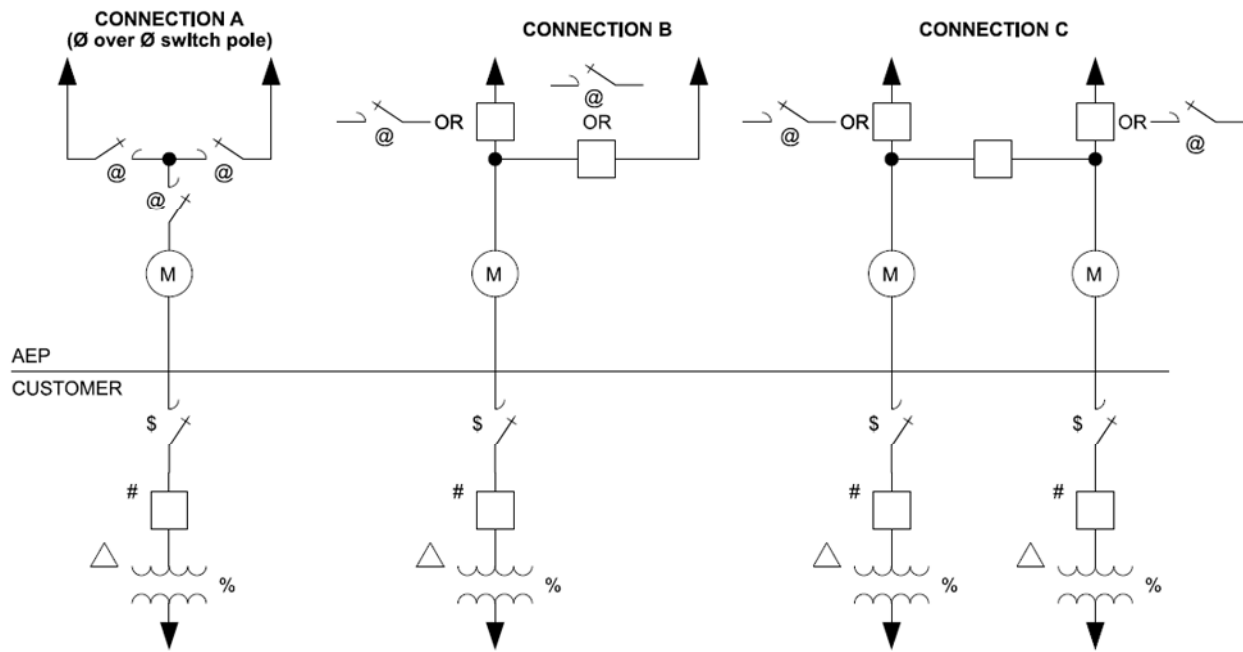 CONNECTION A
(Ø over Ø switch pole)
CONNECTION B
CONNECTION C
@
@
@
@ OR
@
OR
@ OR
OR @
M
M
M
M
AEP
CUSTOMER
$
$
$
$
#
#
#
#
%
%
%
%